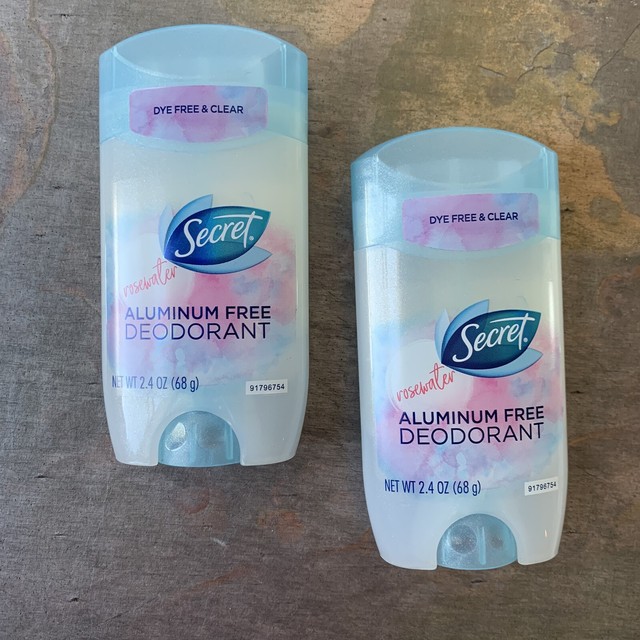 DYE FREE & CLEAR
Secret®
rosewater
ALUMINUM FREE
DEODORANT
NET WT 2.4 OZ (68 g)
91796754
DYE FREE & CLEAR
Secret®
rosewater
ALUMINUM FREE
DEODORANT
NET WT 2.4 OZ (68 g)
91796754